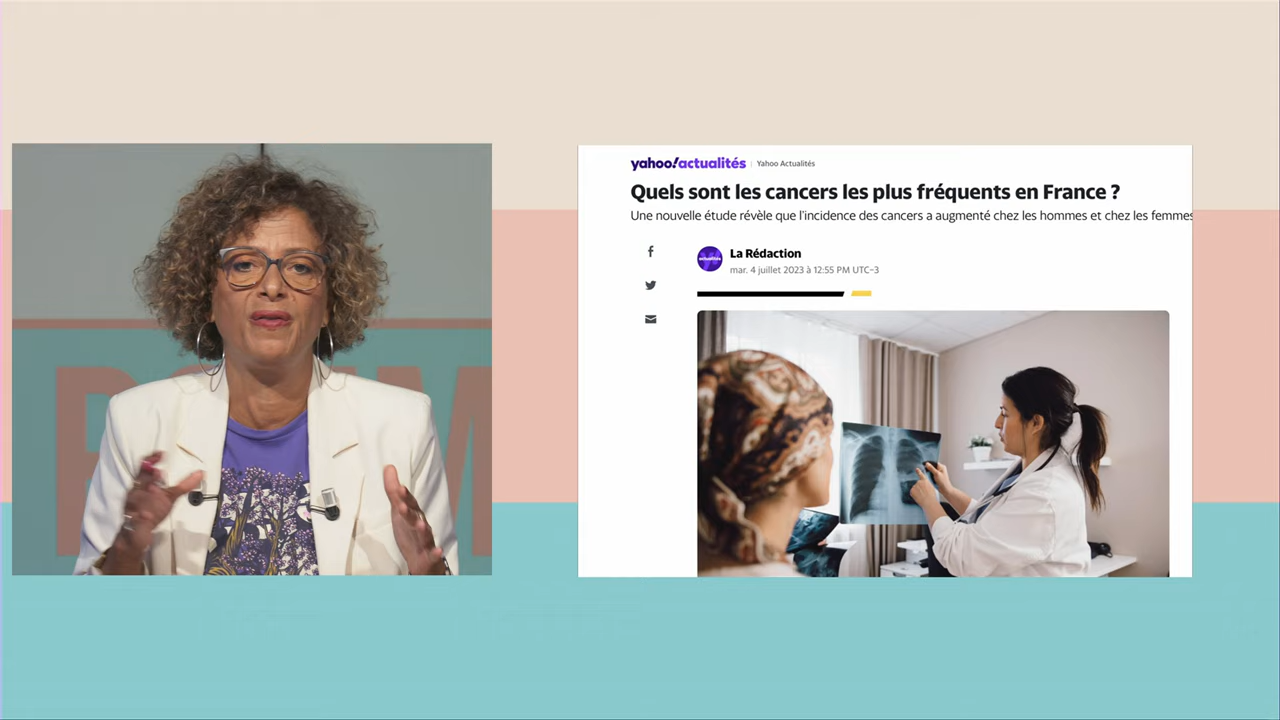 yahoo!actualités | Yahoo Actualités
Quels sont les cancers les plus fréquents en France ?
Une nouvelle étude révèle que l'incidence des cancers a augmenté chez les hommes et chez les femmes
La Rédaction
mar. 4 juillet 2023 à 12:55 PM UTC−3